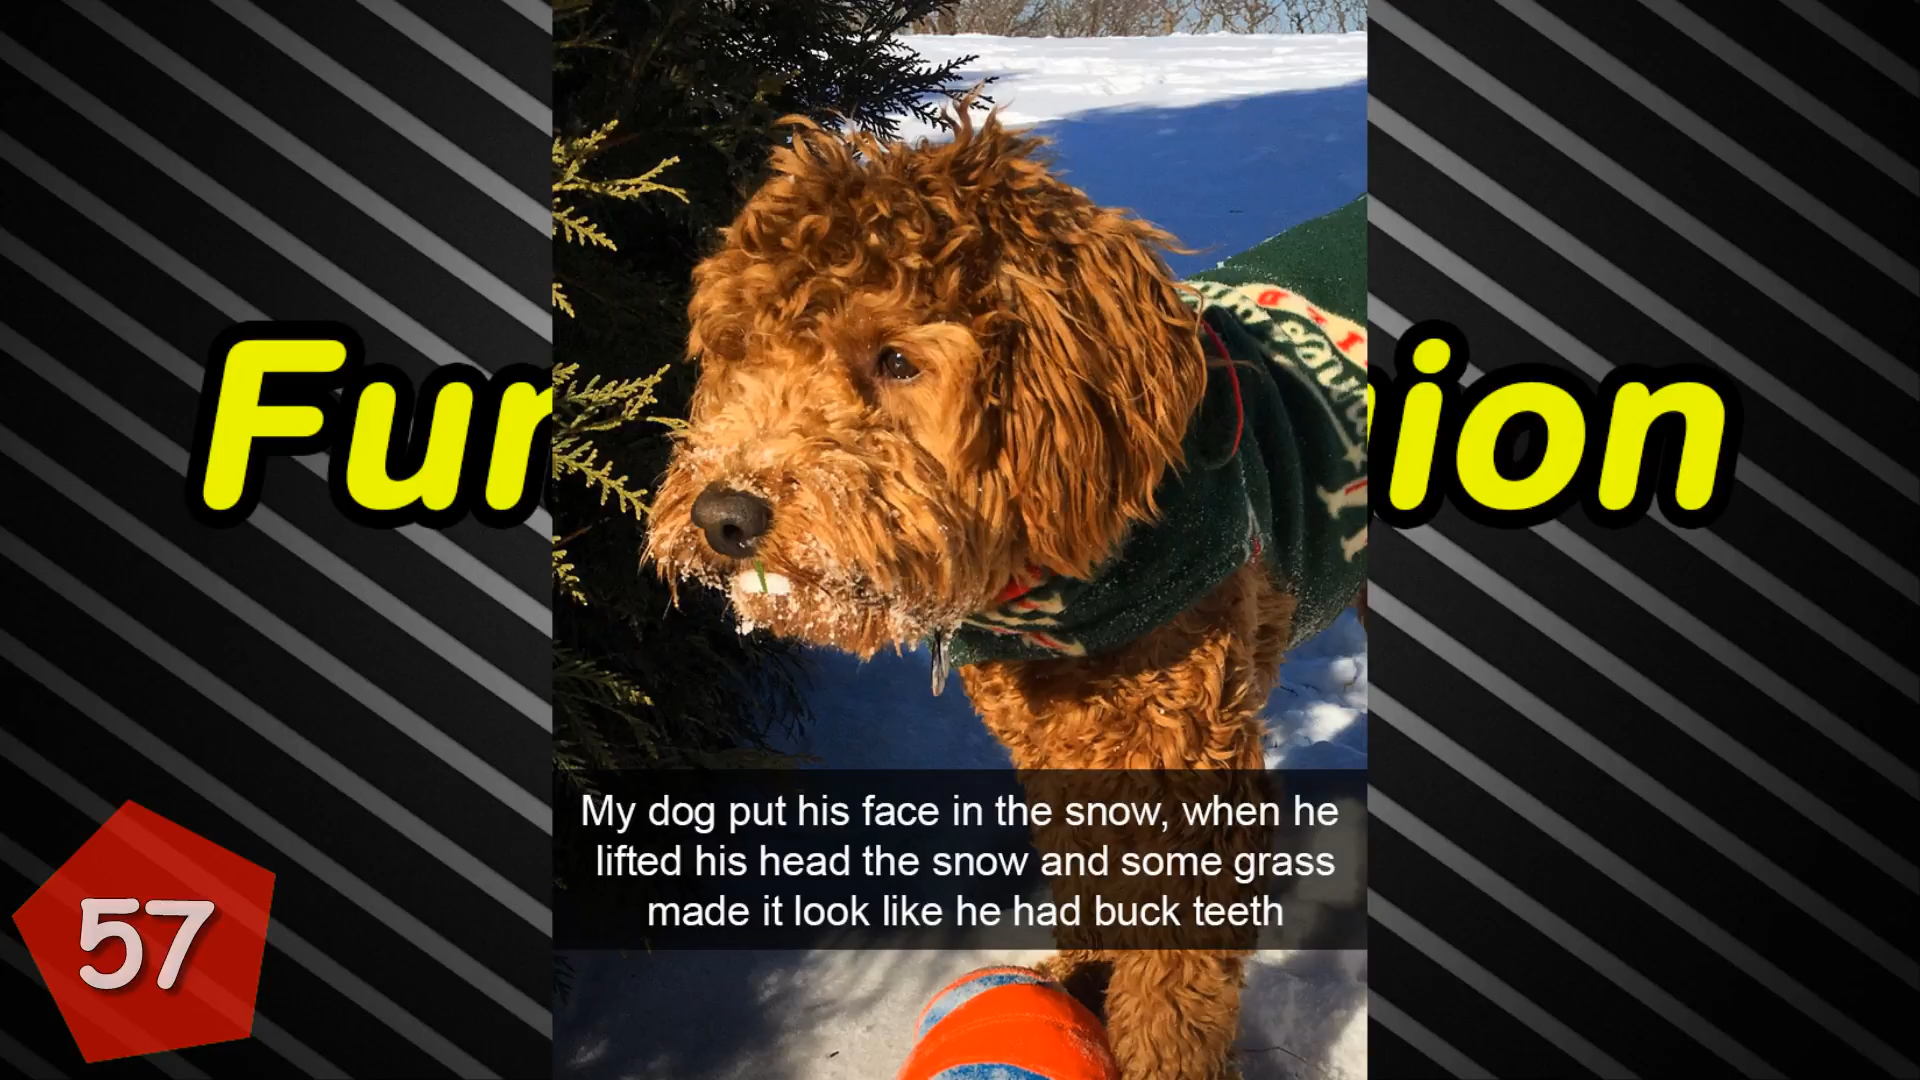 Fun
ion
My dog put his face in the snow, when he
lifted his head the snow and some grass
made it look like he had buck teeth
57